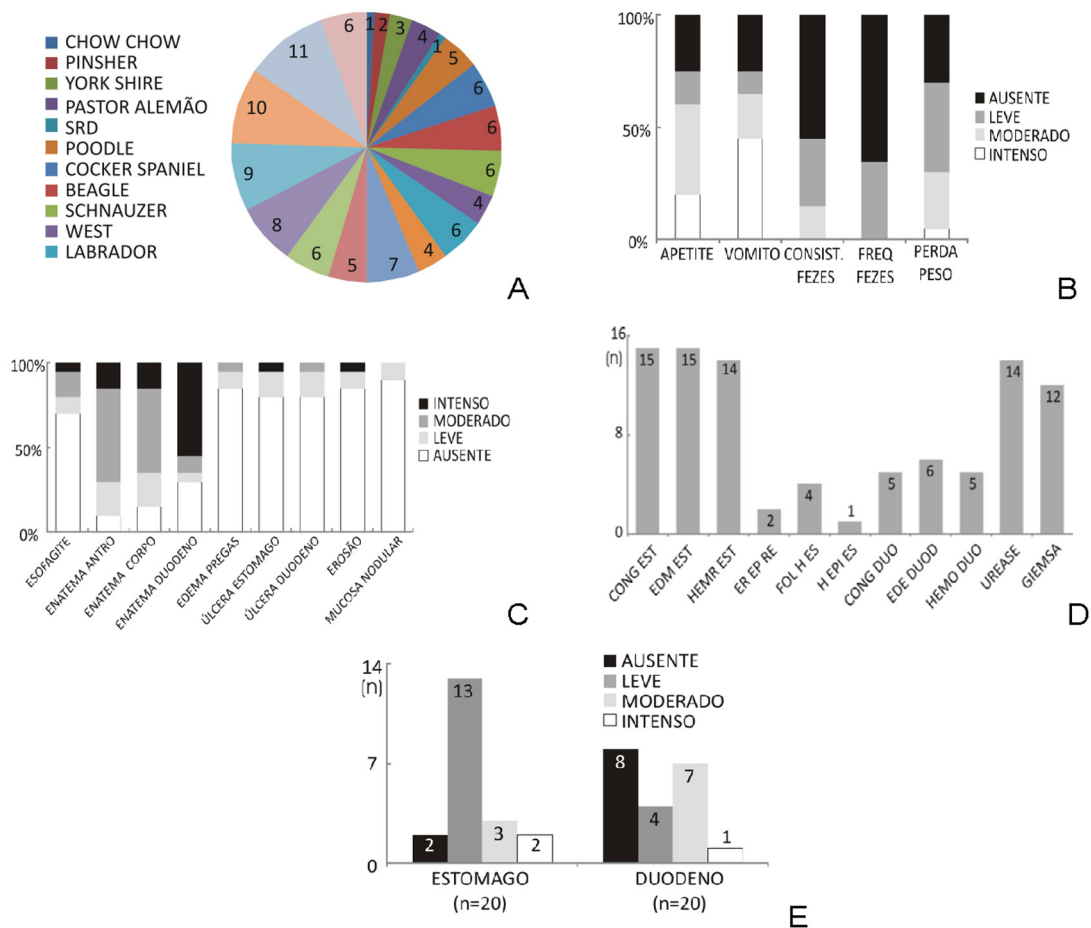 CHOW CHOW
PINSHER
YORK SHIRE
PASTOR ALEMÃO
SRD
POODLE
COCKER SPANIEL
BEAGLE
SCHNAUZER
WEST
LABRADOR
1
2
3
4
1
5
6
6
6
4
6
4
7
5
6
8
9
10
11
6
A
100%
50%
0%
APETITE
VOMITO
CONSIST.
FEZES
FREQ
FEZES
PERDA
PESO
AUSENTE
LEVE
MODERADO
INTENSO
B
100%
50%
0%
ESOFAGITE
ENATEMA ANTRO
ENATEMA CORPO
ENATEMA DUODENO
EDEMA PREGAS
ÚLCERA ESTOMAGO
ÚLCERA DUODENO
EROSÃO
MUCOSA NODULAR
INTENSO
MODERADO
LEVE
AUSENTE
C
16
(n)
8
0
15
15
14
2
4
1
5
6
5
14
12
CONG EST
EDM EST
HEMR EST
ER EP RE
FOL H ES
H EPI ES
CONG DUO
EDE DUOD
HEMO DUO
UREASE
GIEMSA
D
14
(n)
7
0
2
13
3
2
8
4
7
1
ESTOMAGO
(n=20)
DUODENO
(n=20)
AUSENTE
LEVE
MODERADO
INTENSO
E